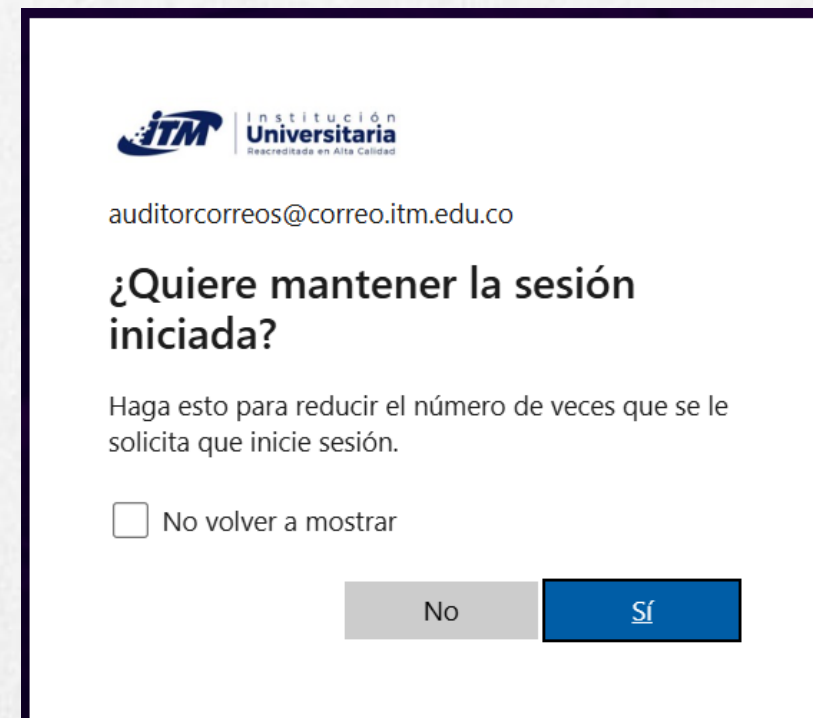 iTM
Institución
Universitaria
Reacreditada en Alta Calidad
auditorcorreos@correo.itm.edu.co
¿Quiere mantener la sesión
iniciada?
Haga esto para reducir el número de veces que se le
solicita que inicie sesión.
No volver a mostrar
No
Sí